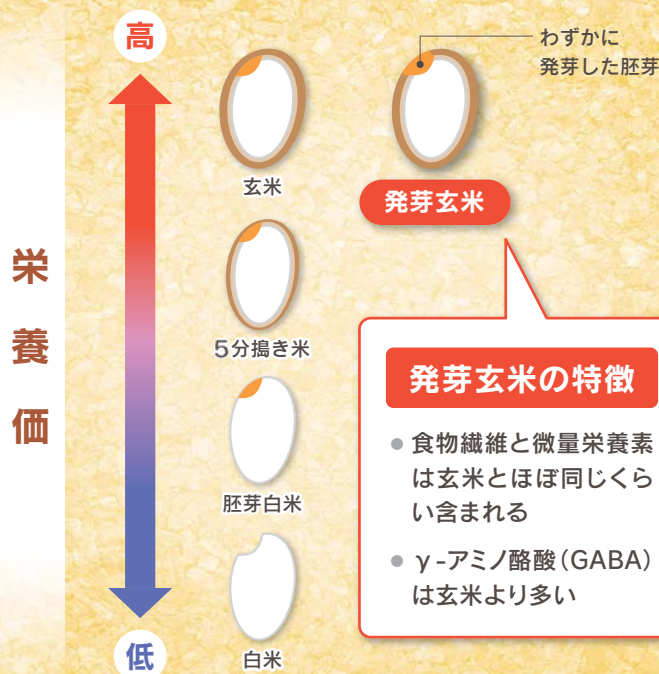 栄養価
高
玄米
わずかに
発芽した胚芽
発芽玄米
5分搗き米
胚芽白米
白米
低
発芽玄米の特徴
● 食物繊維と微量栄養素
は玄米とほぼ同じくら
い含まれる
● γ-アミノ酪酸(GABA)
は玄米より多い